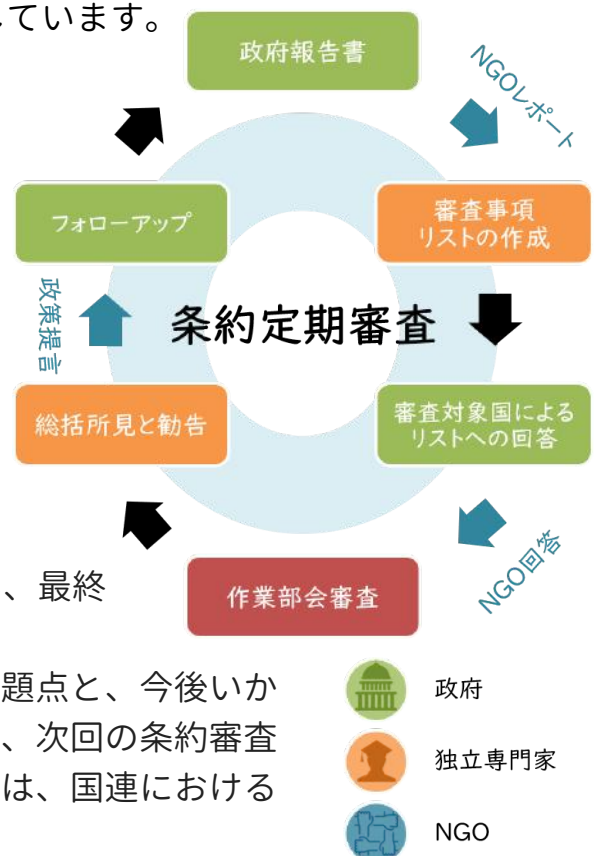 ています。
政府報告書
NGOレポート
審査事項
リストの作成
フォローアップ
条約定期審査
政策提言
総括所見と勧告
審査対象国による
リストへの回答
NGO回答
作業部会審査
、最終
題点と、今後いか
、次回の条約審査
は、国連における
政府
独立専門家
NGO